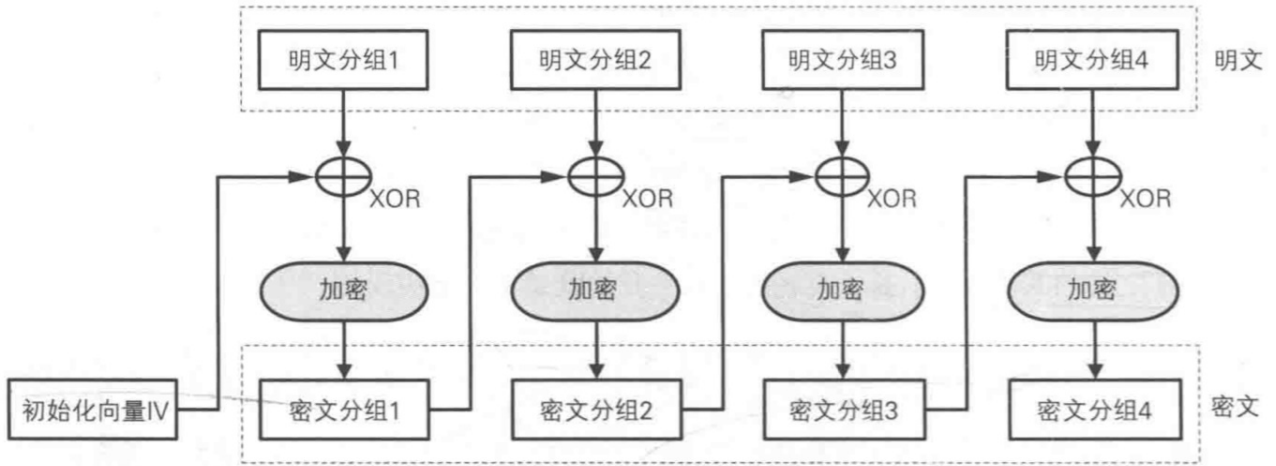 明文分组1 明文分组2 明文分组3 明文分组4 明文
XOR XOR XOR XOR
加密 加密 加密 加密
初始化向量IV 密文分组1 密文分组2 密文分组3 密文分组4 密文